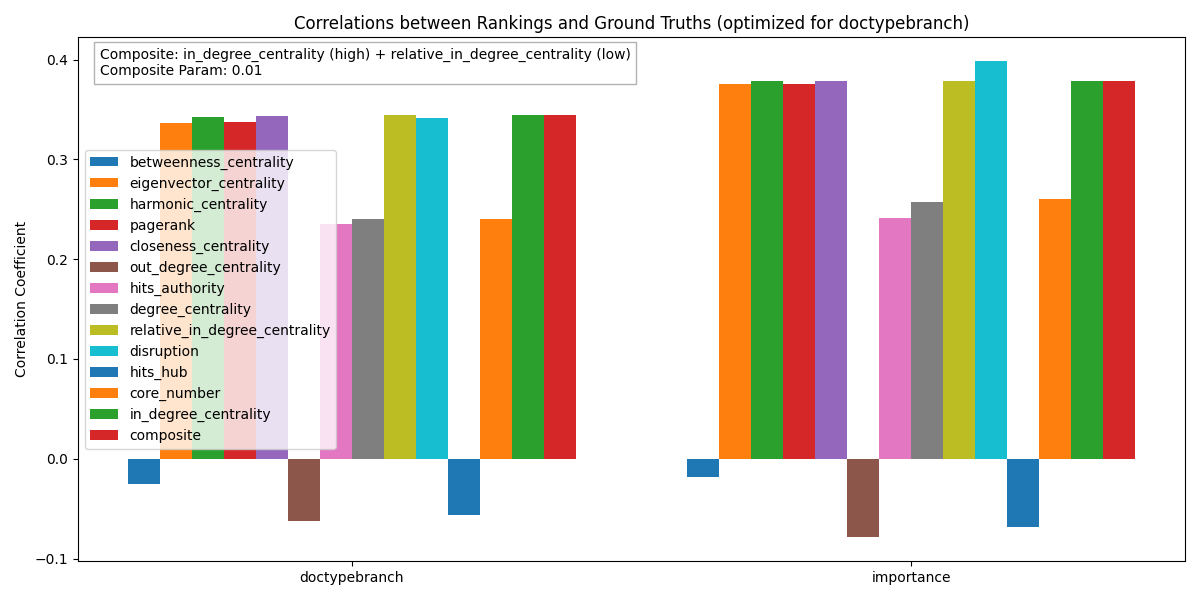 Correlations between Rankings and Ground Truths (optimized for doctypebranch)
Composite: in_degree_centrality (high) + relative_in_degree_centrality (low)
Composite Param: 0.01
Correlation Coefficient
0.4
0.3
0.2
0.1
0.0
−0.1
betweenness_centrality
eigenvector_centrality
harmonic_centrality
pagerank
closeness_centrality
out_degree_centrality
hits_authority
degree_centrality
relative_in_degree_centrality
disruption
hits_hub
core_number
in_degree_centrality
composite
doctypebranch
importance